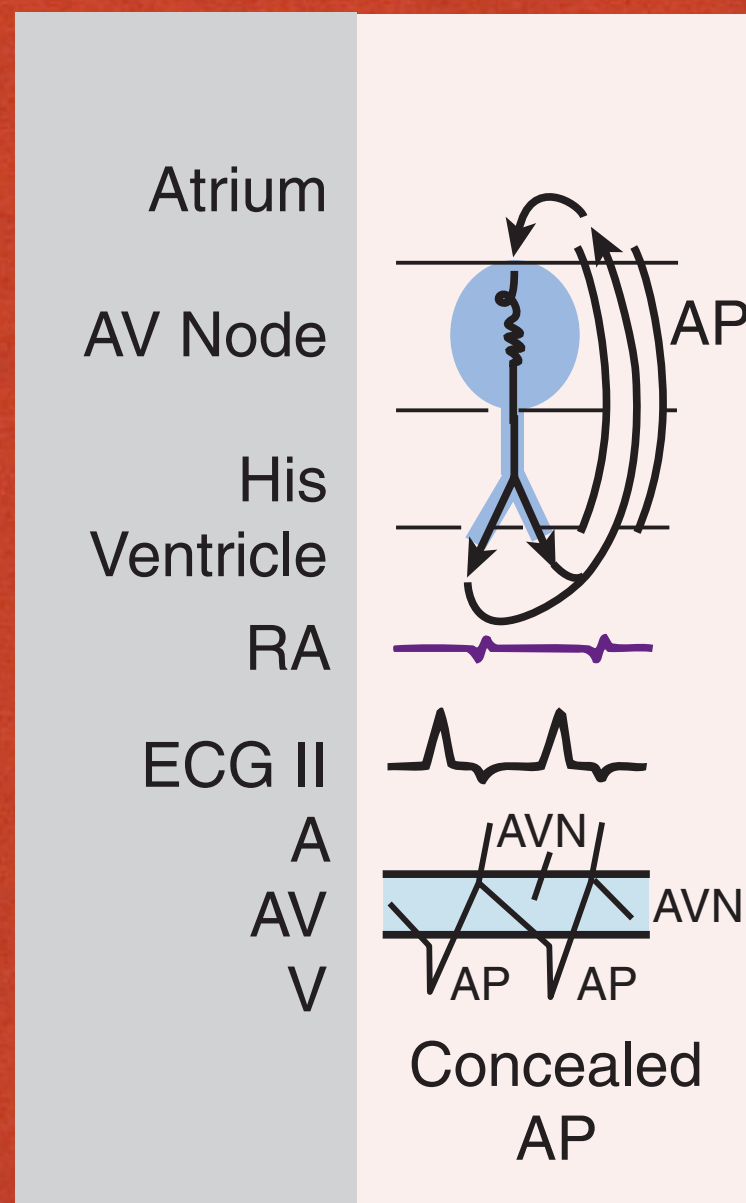 Atrium
AV Node
AP
His
Ventricle
RA
ECG II
A
AVN
AV
AVN
V
AP
AP
Concealed
AP